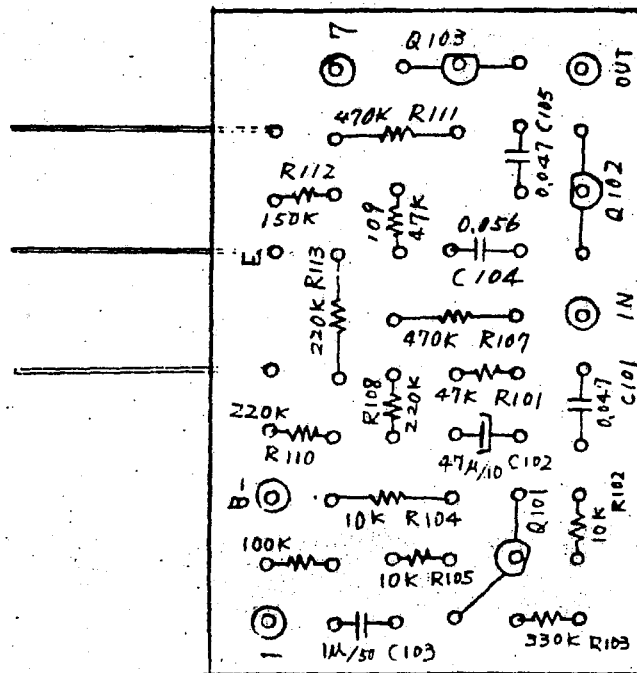 7
Q103
OUT
470K R111
0.047 C105
R112
150K
109
47K
Q102
0.056
C104
E
220K R113
IN
470K R107
R108
220K
47K R101
0.047
C101
220K
R110
47μ/10 C102
B-
10K R104
Q101
10K
R102
100K
10K R105
1
1μ/50 C103
330K R103